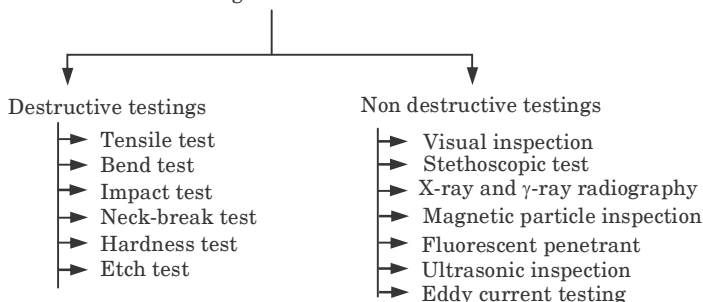 Destructive testings
Tensile test
Bend test
Impact test
Neck-break test
Hardness test
Etch test
Non destructive testings
Visual inspection
Stethoscopic test
X-ray and γ-ray radiography
Magnetic particle inspection
Fluorescent penetrant
Ultrasonic inspection
Eddy current testing